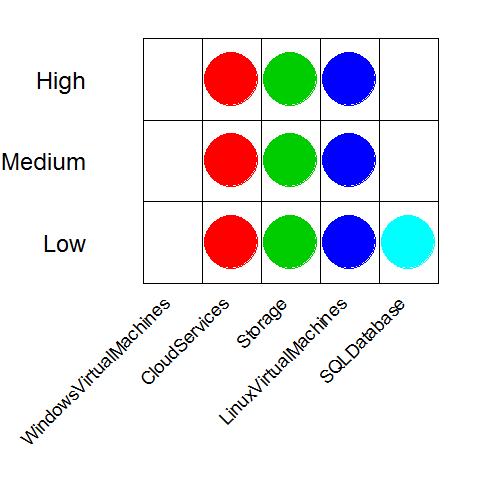 High
Medium
Low
WindowsVirtualMachines
CloudServices
Storage
LinuxVirtualMachines
SQLDatabase